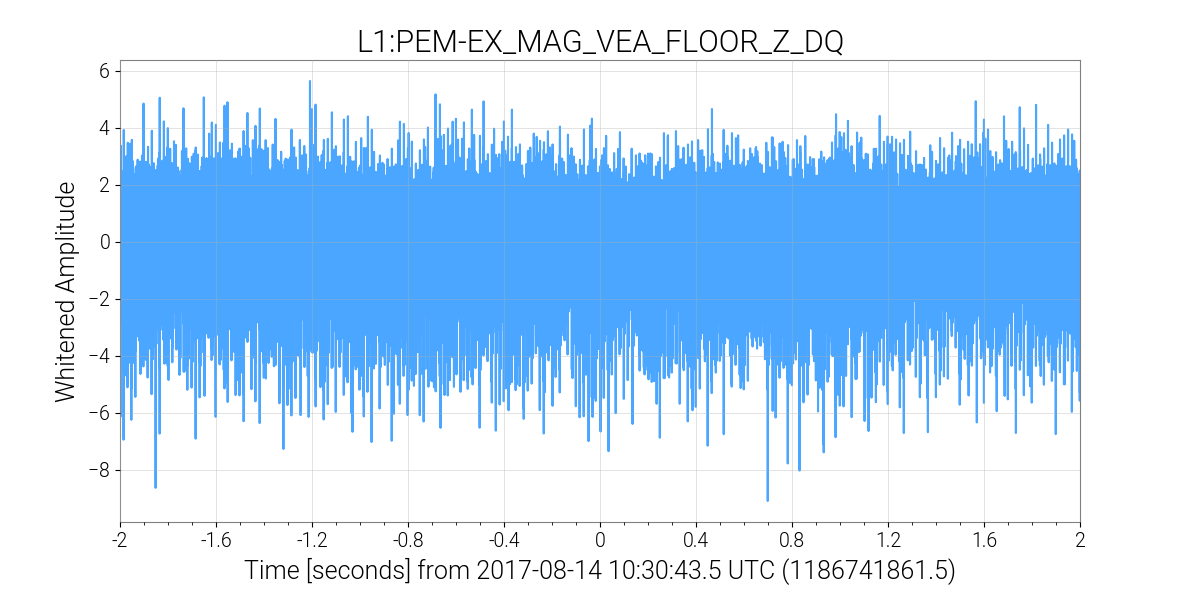 L1:PEM-EX_MAG_VEA_FLOOR_Z_DQ
Whitened Amplitude
6
4
2
0
−2
−4
−6
−8
-2 -1.6 -1.2 -0.8 -0.4 0 0.4 0.8 1.2 1.6 2
Time [seconds] from 2017-08-14 10:30:43.5 UTC (1186741861.5)